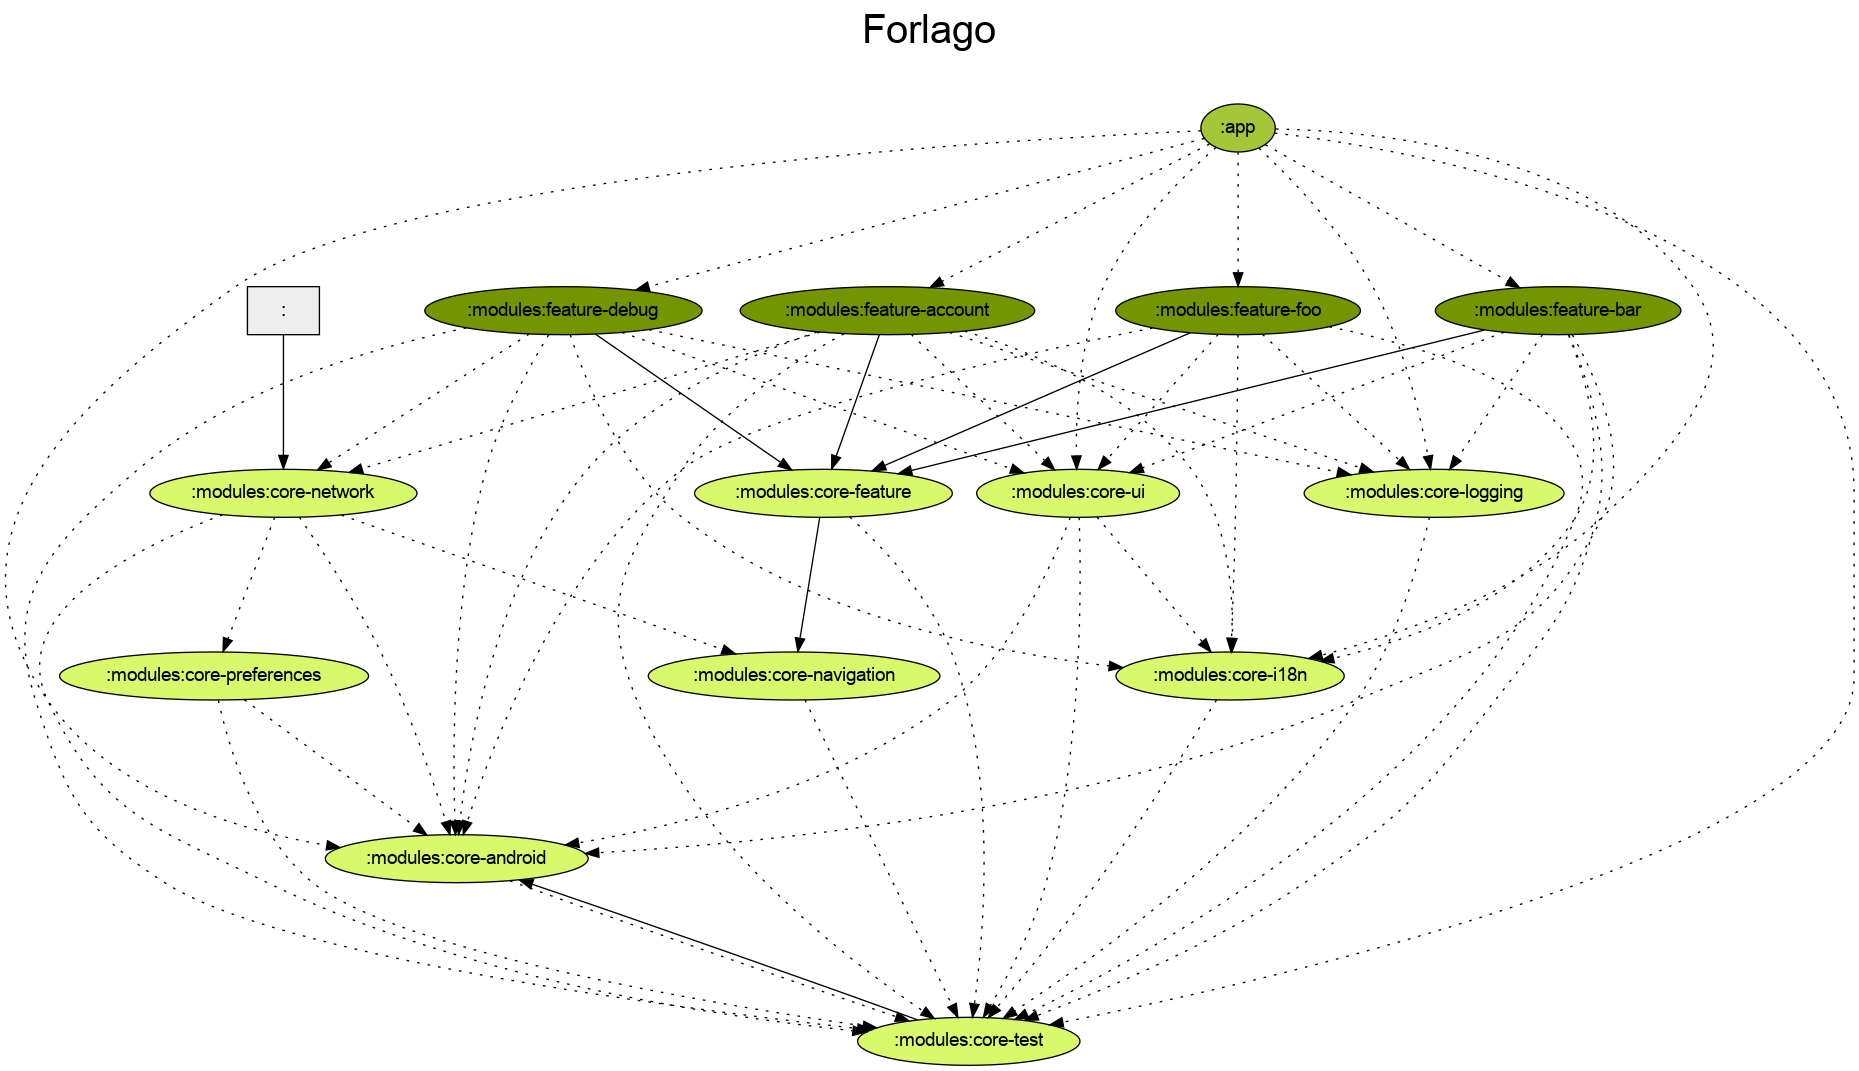 Forlago
:app
:
:modules:feature-debug
:modules:feature-account
:modules:feature-foo
:modules:feature-bar
:modules:core-network
:modules:core-feature
:modules:core-ui
:modules:core-logging
:modules:core-preferences
:modules:core-navigation
:modules:core-i18n
:modules:core-android
:modules:core-test